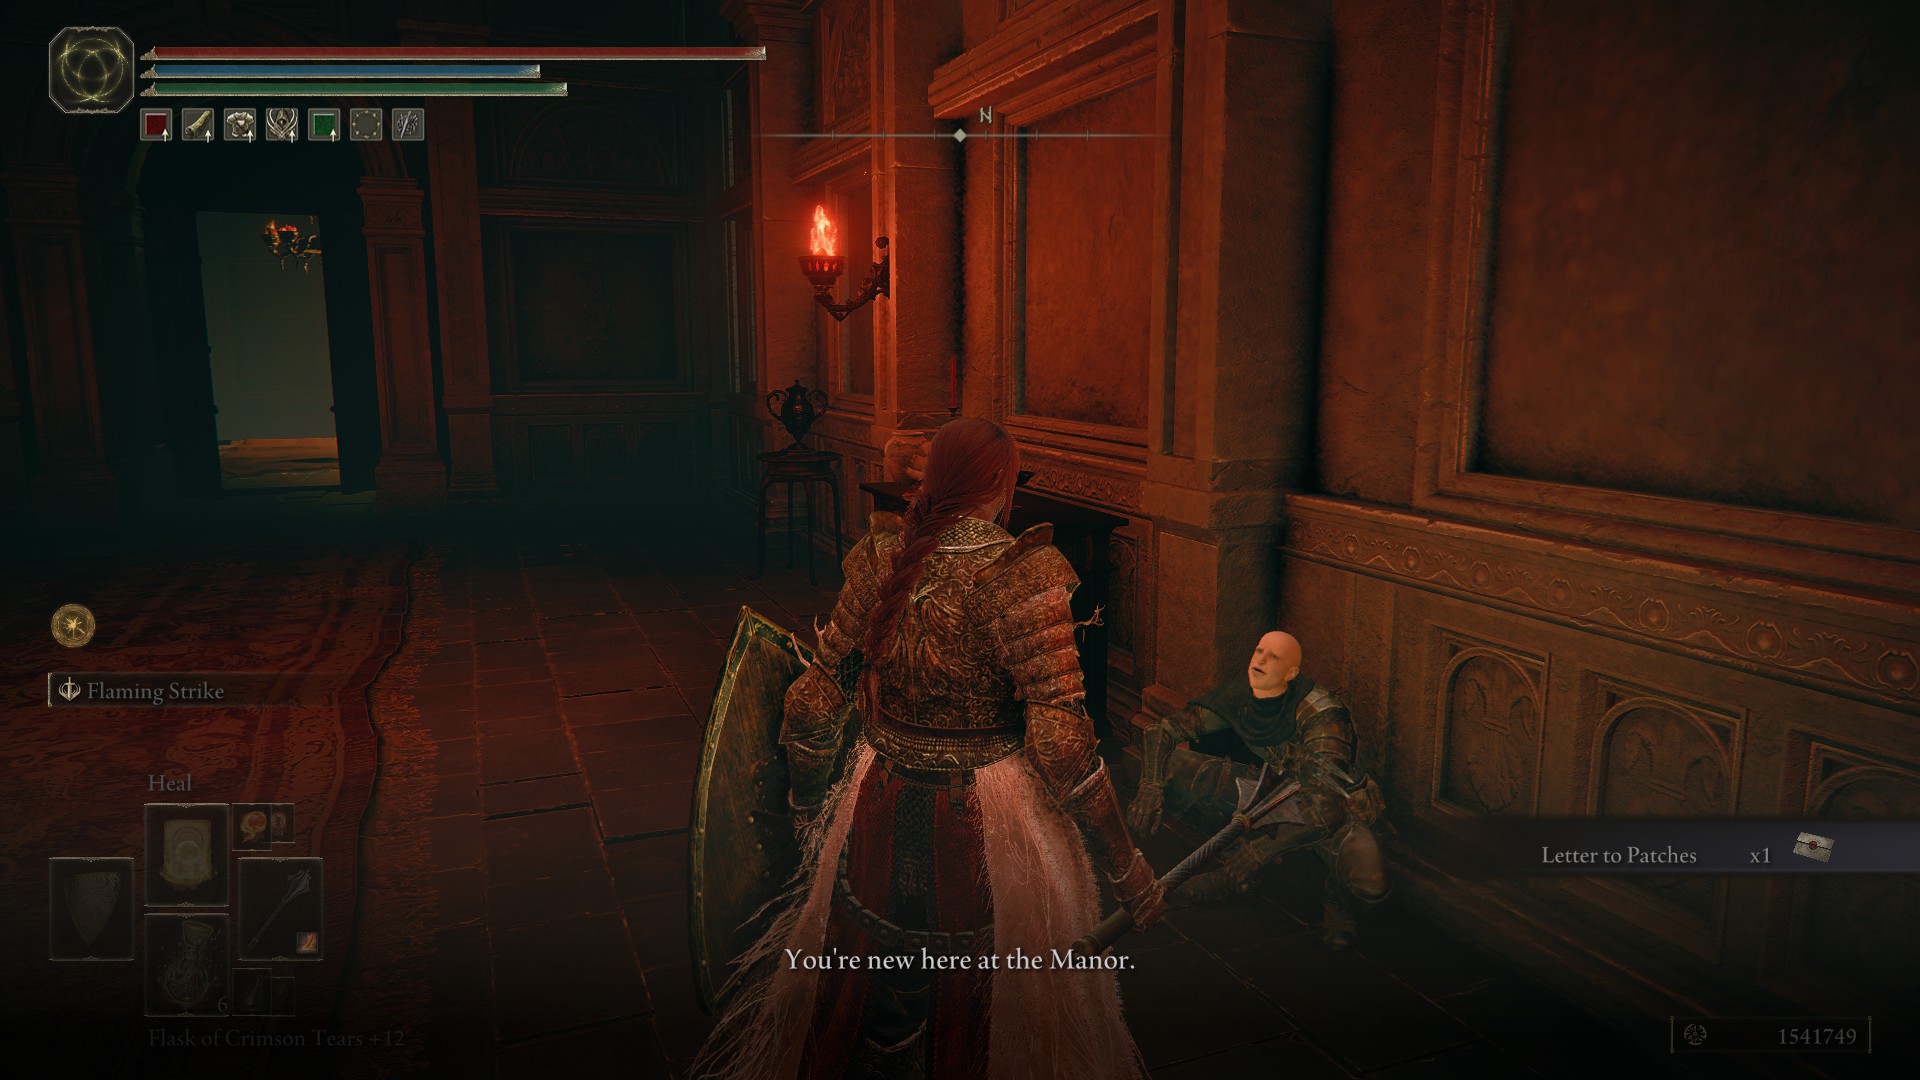 N
Flaming Strike
Heal
Letter to Patches x1
You're new here at the Manor.
6
Flask of Crimson Tears +12
1541749